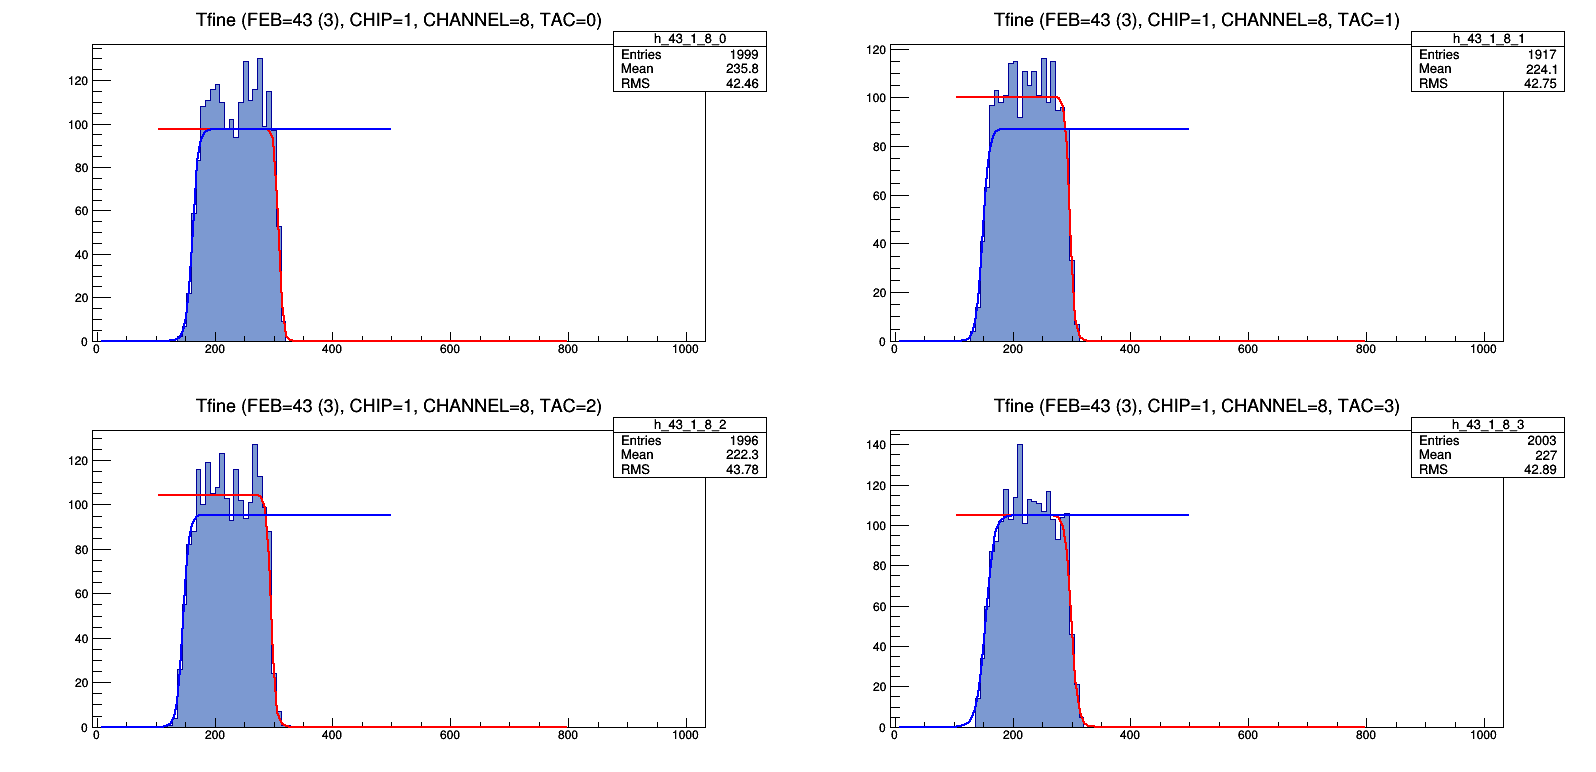 Tfine (FEB=43 (3), CHIP=1, CHANNEL=8, TAC=0)
h_43_1_8_0
Entries 1999
Mean 235.8
RMS 42.46
120
100
80
60
40
20
0
0 200 400 600 800 1000
Tfine (FEB=43 (3), CHIP=1, CHANNEL=8, TAC=1)
h_43_1_8_1
Entries 1917
Mean 224.1
RMS 42.75
120
100
80
60
40
20
0
0 200 400 600 800 1000
Tfine (FEB=43 (3), CHIP=1, CHANNEL=8, TAC=2)
h_43_1_8_2
Entries 1996
Mean 222.3
RMS 43.78
120
100
80
60
40
20
0
0 200 400 600 800 1000
Tfine (FEB=43 (3), CHIP=1, CHANNEL=8, TAC=3)
h_43_1_8_3
Entries 2003
Mean 227
RMS 42.89
140
120
100
80
60
40
20
0
0 200 400 600 800 1000